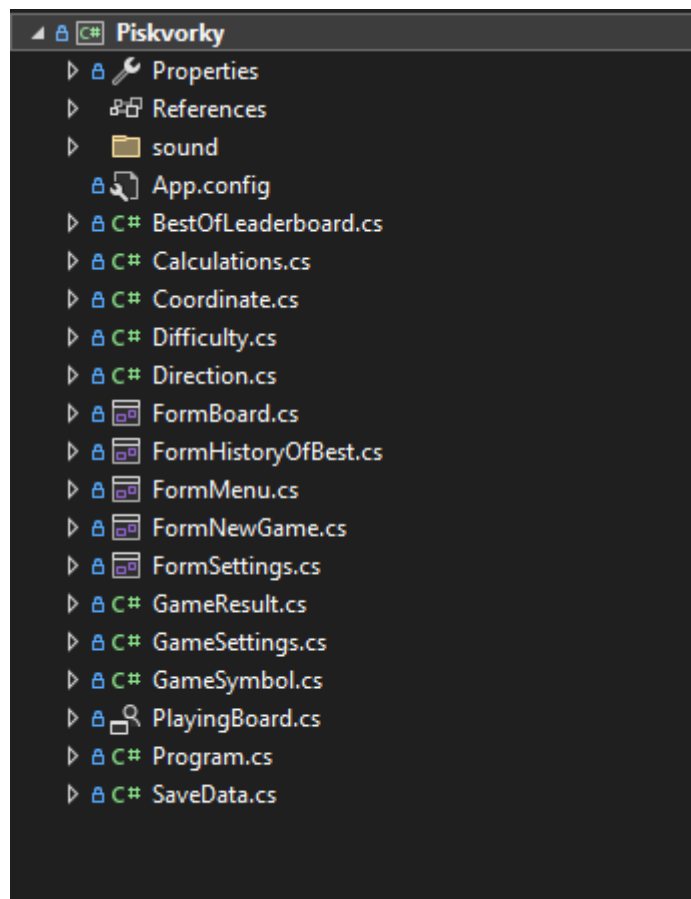 C# Piskvorky
Properties
References
sound
App.config
C# BestOfLeaderboard.cs
C# Calculations.cs
C# Coordinate.cs
C# Difficulty.cs
C# Direction.cs
FormBoard.cs
FormHistoryOfBest.cs
FormMenu.cs
FormNewGame.cs
FormSettings.cs
C# GameResult.cs
C# GameSettings.cs
C# GameSymbol.cs
PlayingBoard.cs
C# Program.cs
C# SaveData.cs